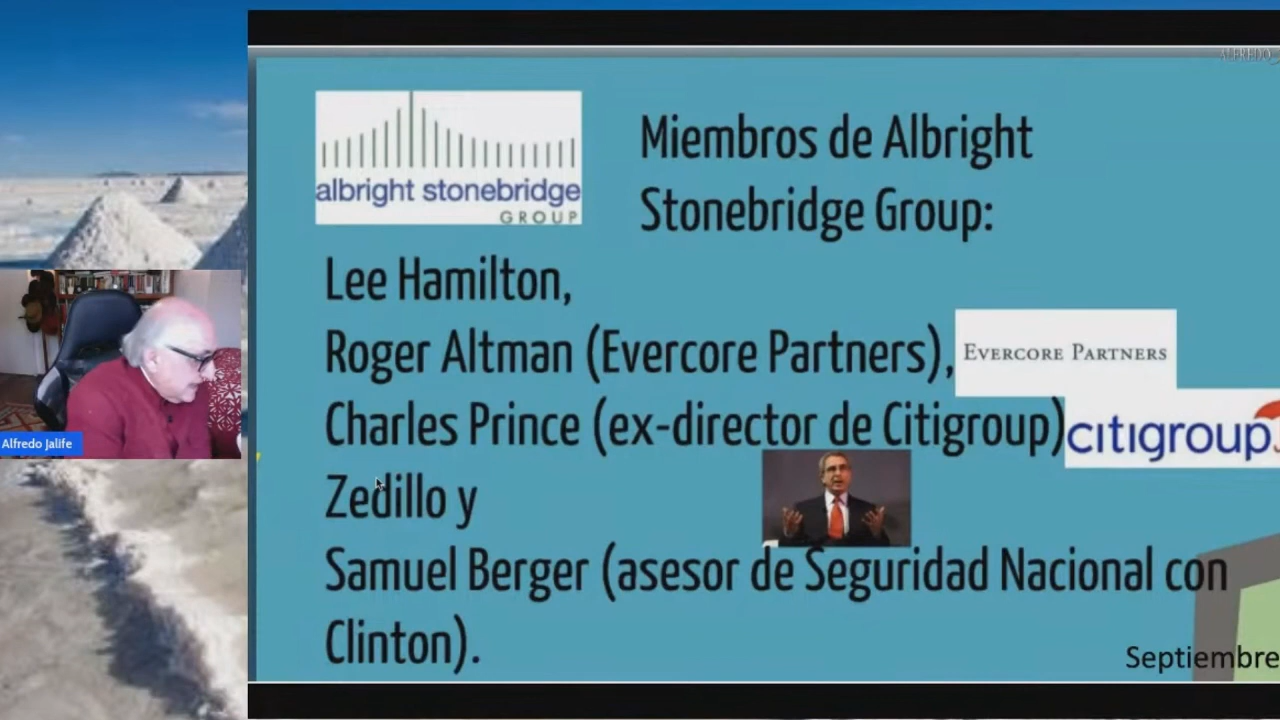 ALFREDO
albright stonebridge
GROUP
Miembros de Albright
Stonebridge Group:
Lee Hamilton,
Roger Altman (Evercore Partners),
EVERCORE PARTNERS
Charles Prince (ex-director de Citigroup)
citigroup
Zedillo y
Samuel Berger (asesor de Seguridad Nacional con
Clinton).
Septiembre
Alfredo Jalife